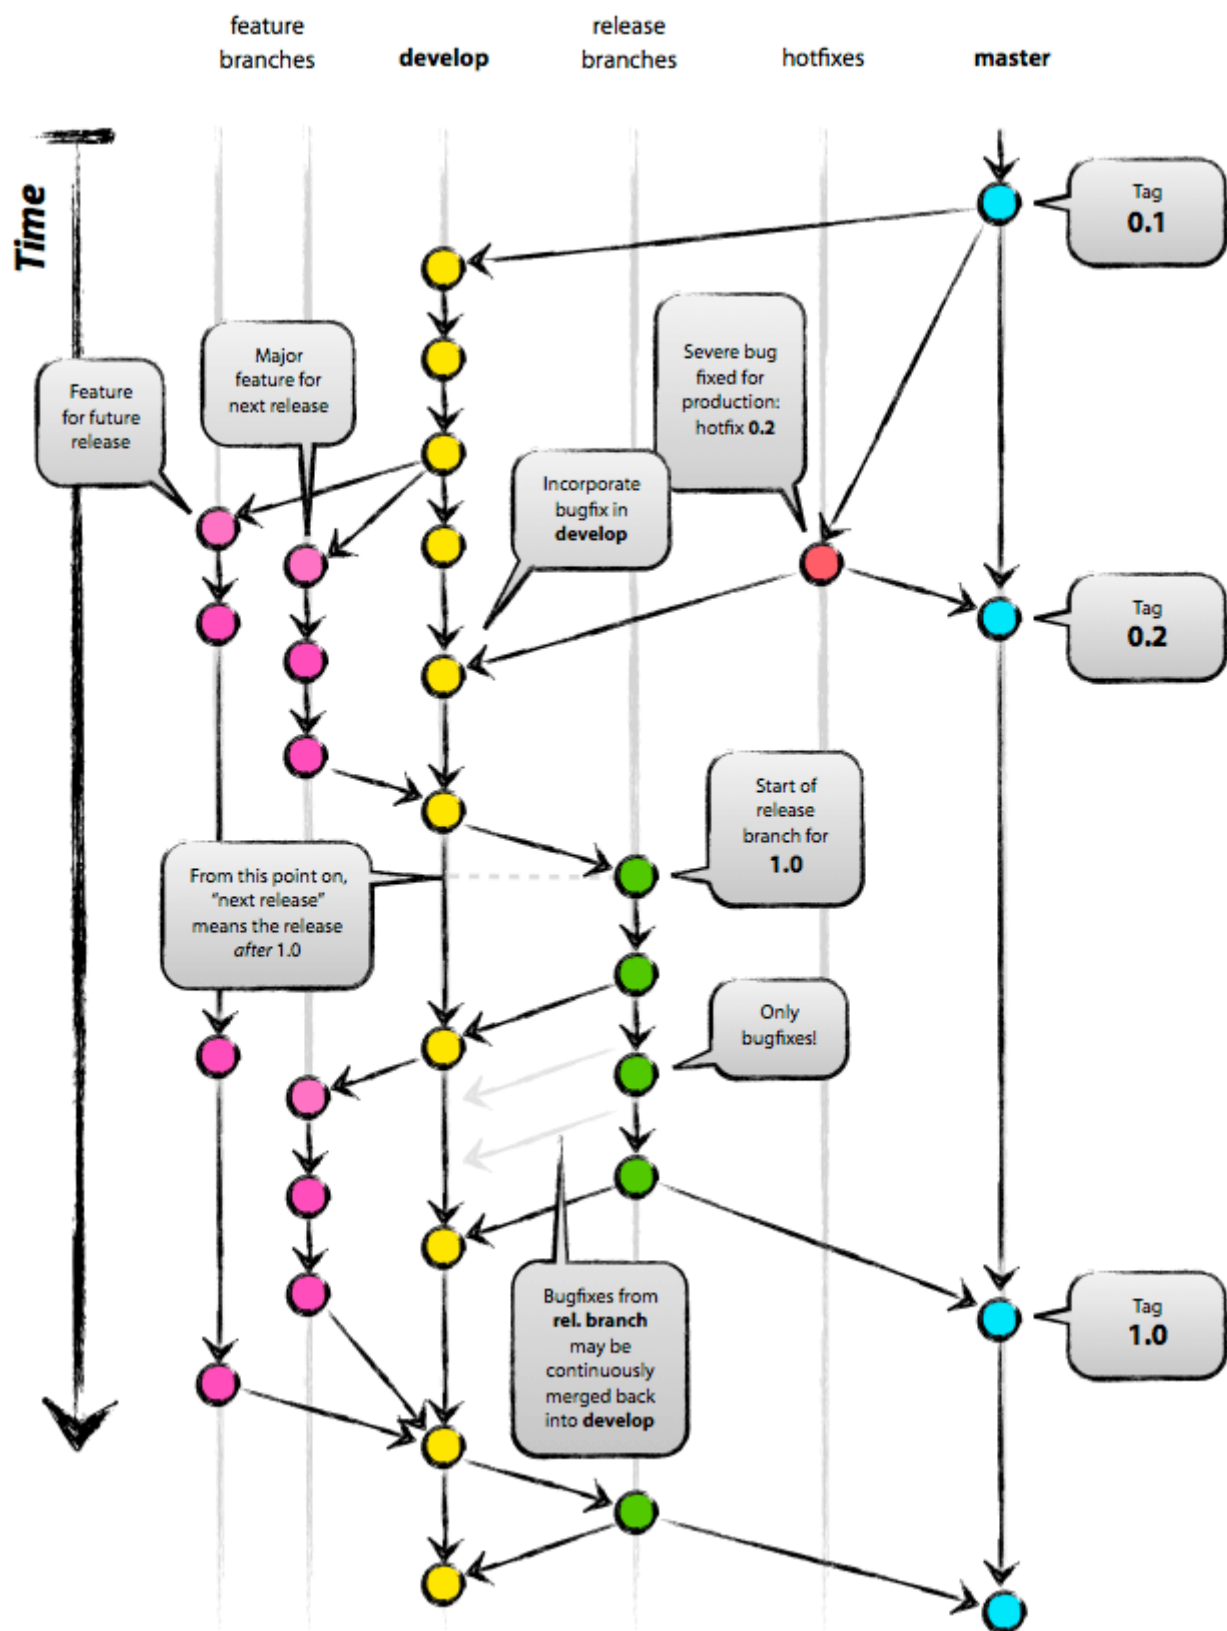 feature
branches
develop
release
branches
hotfixes
master
Time
Tag
0.1
Major
feature for
next release
Severe bug
fixed for
production:
hotfix 0.2
Feature
for future
release
Incorporate
bugfix in
develop
Tag
0.2
Start of
release
branch for
1.0
From this point on,
“next release”
means the release
after 1.0
Only
bugfixes!
Bugfixes from
rel. branch
may be
continuously
merged back
into develop
Tag
1.0